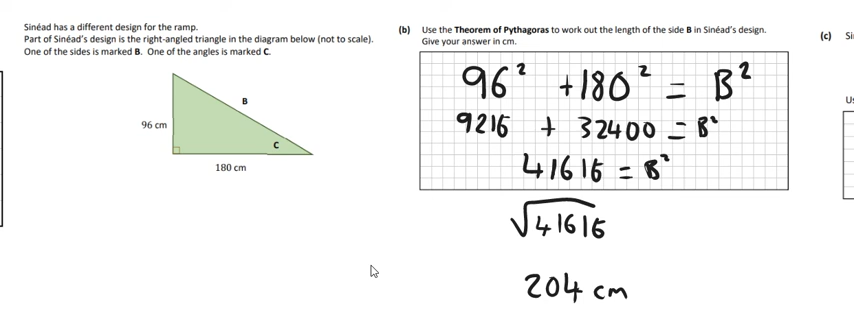 Sinéad has a different design for the ramp.
Part of Sinéad's design is the right-angled triangle in the diagram below (not to scale).
One of the sides is marked B. One of the angles is marked C.
B
96 cm
C
180 cm
(b) Use the Theorem of Pythagoras to work out the length of the side B in Sinéad's design.
Give your answer in cm.
96² +180² = B²
9216 + 32400 = B²
41616 = B²
√41616
204 cm
(c) Si
Us